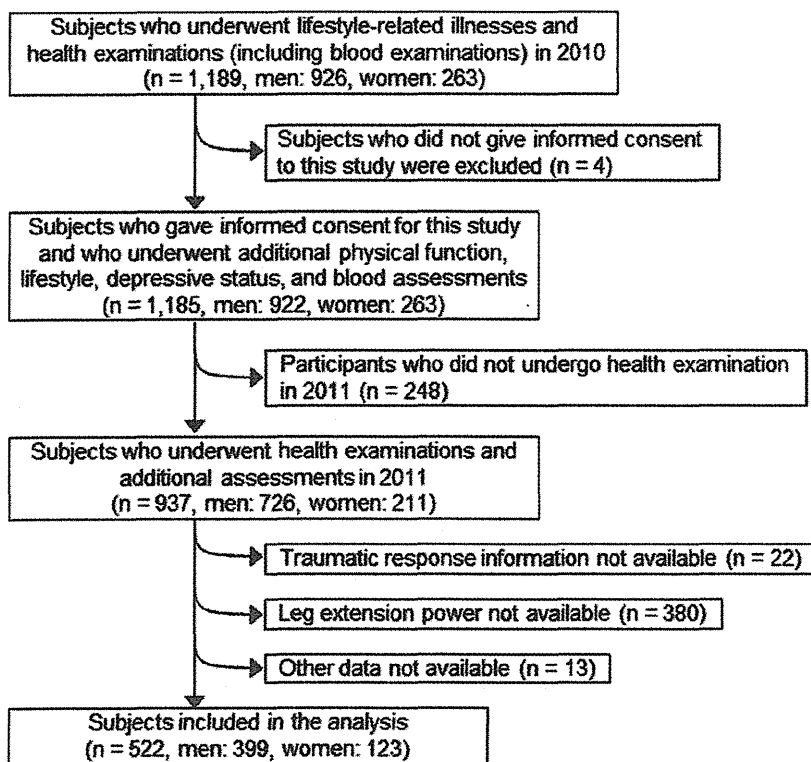 Subjects who underwent lifestyle-related illnesses and
health examinations (including blood examinations) in 2010
(n = 1,189, men: 926, women: 263)
Subjects who did not give informed consent
to this study were excluded (n = 4)
Subjects who gave informed consent for this study
and who underwent additional physical function,
lifestyle, depressive status, and blood assessments
(n = 1,185, men: 922, women: 263)
Participants who did not undergo health examination
in 2011 (n = 248)
Subjects who underwent health examinations and
additional assessments in 2011
(n = 937, men: 726, women: 211)
Traumatic response information not available (n = 22)
Leg extension power not available (n = 380)
Other data not available (n = 13)
Subjects included in the analysis
(n = 522, men: 399, women: 123)